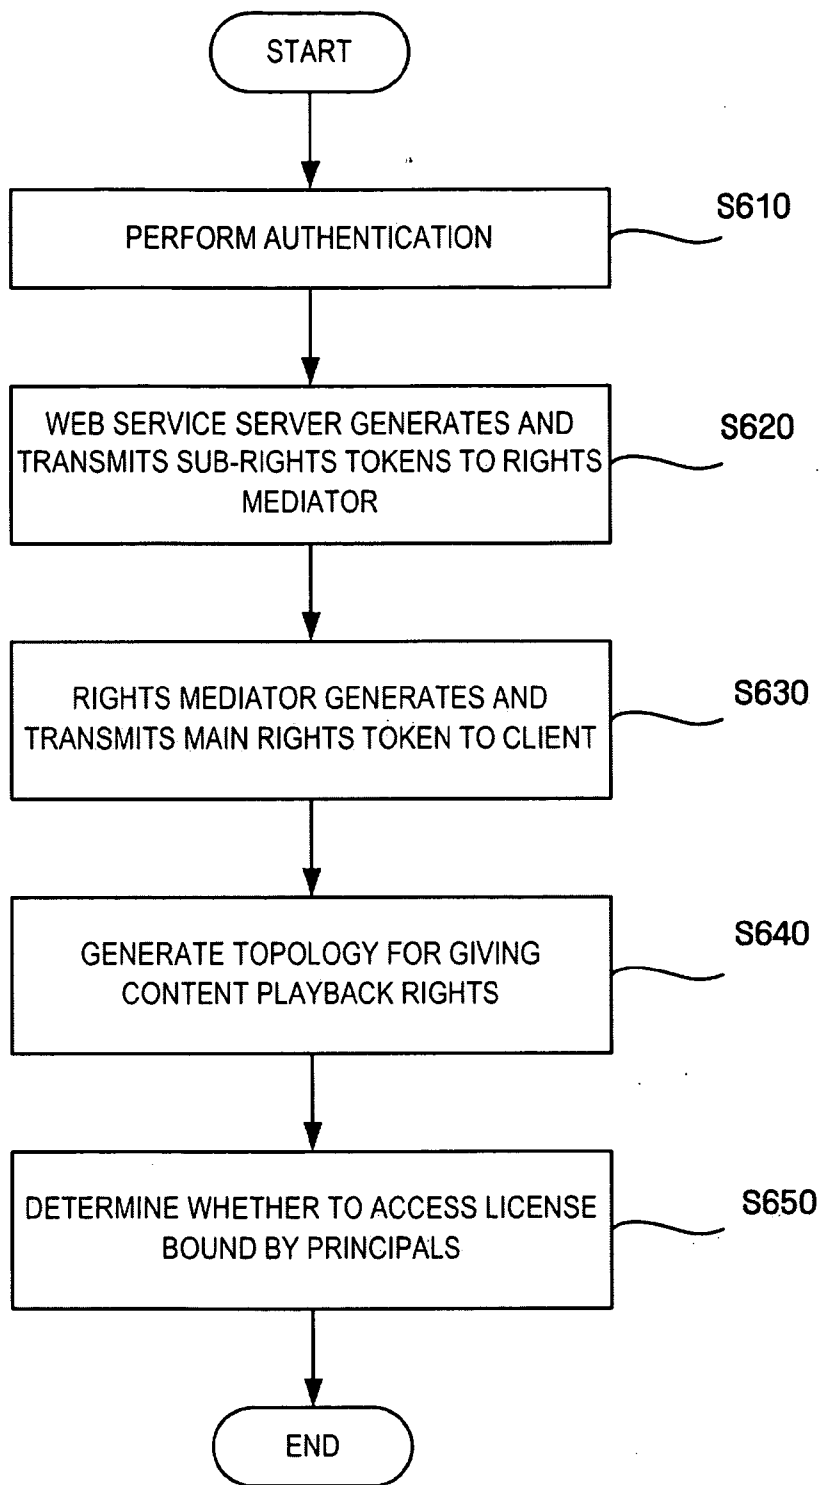 START
PERFORM AUTHENTICATION
S610
WEB SERVICE SERVER GENERATES AND
TRANSMITS SUB-RIGHTS TOKENS TO RIGHTS
MEDIATOR
S620
RIGHTS MEDIATOR GENERATES AND
TRANSMITS MAIN RIGHTS TOKEN TO CLIENT
S630
GENERATE TOPOLOGY FOR GIVING
CONTENT PLAYBACK RIGHTS
S640
DETERMINE WHETHER TO ACCESS LICENSE
BOUND BY PRINCIPALS
S650
END